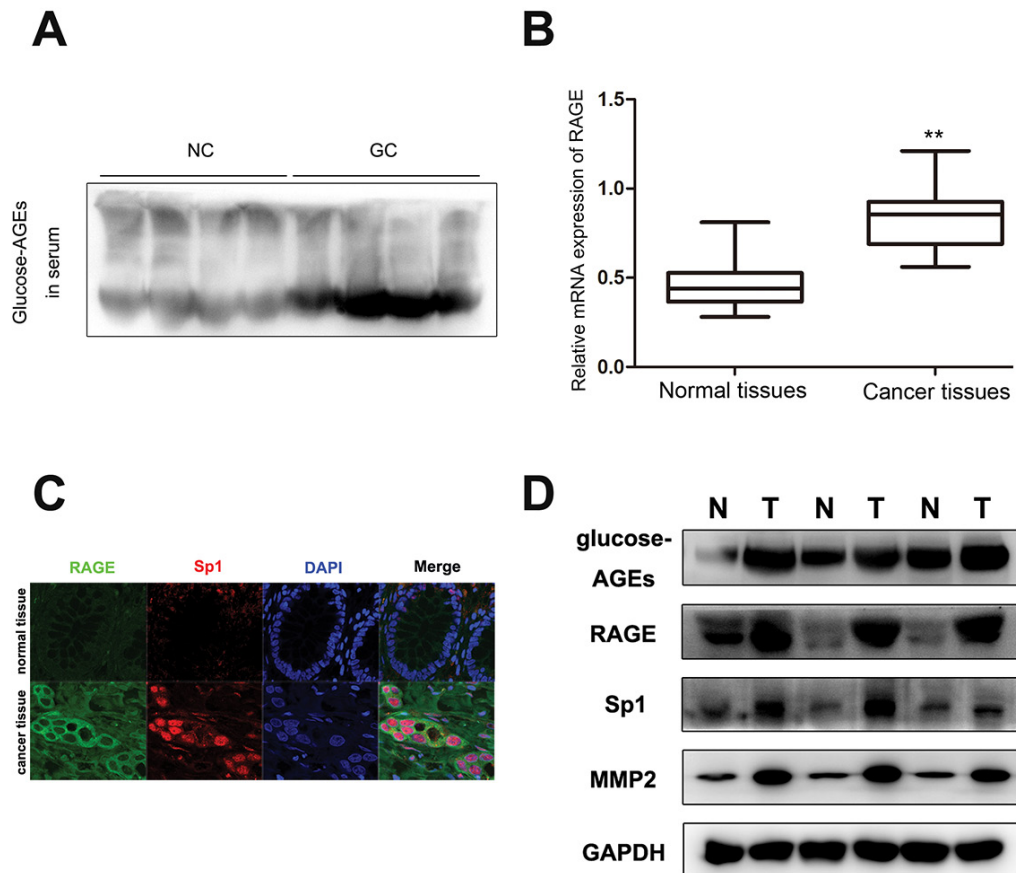 A
NC GC
Glucose-AGEs
in serum
B
Relative mRNA expression of RAGE
1.5
1.0
0.5
0.0
**
Normal tissues Cancer tissues
C
RAGE Sp1 DAPI Merge
normal tissue
cancer tissue
D
N T N T N T
glucose-
AGEs
RAGE
Sp1
MMP2
GAPDH